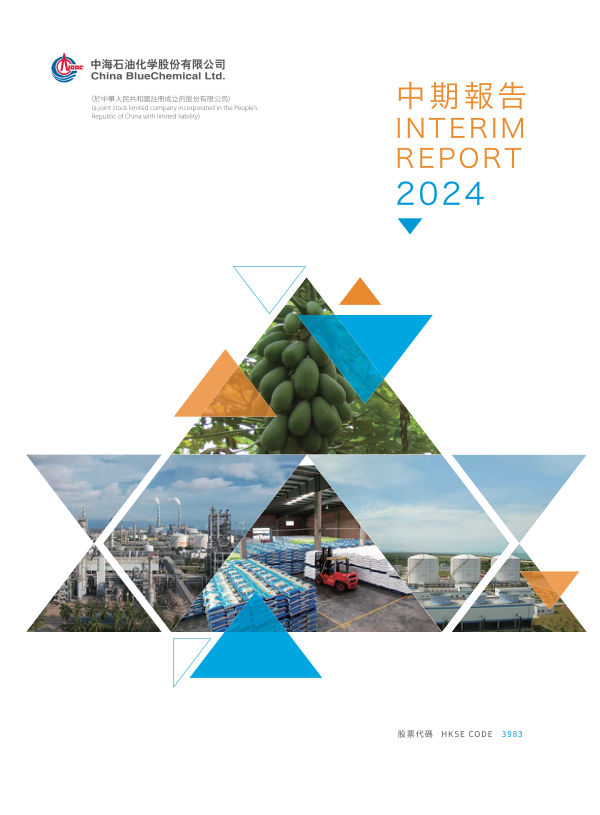 中海石油化学股份有限公司
China BlueChemical Ltd.
(於中華人民共和國註冊成立的股份有限公司)
(a joint stock limited company incorporated in the People's
Republic of China with limited liability)
中期報告
INTERIM
REPORT
2024
股票代碼 HKSE CODE 3983